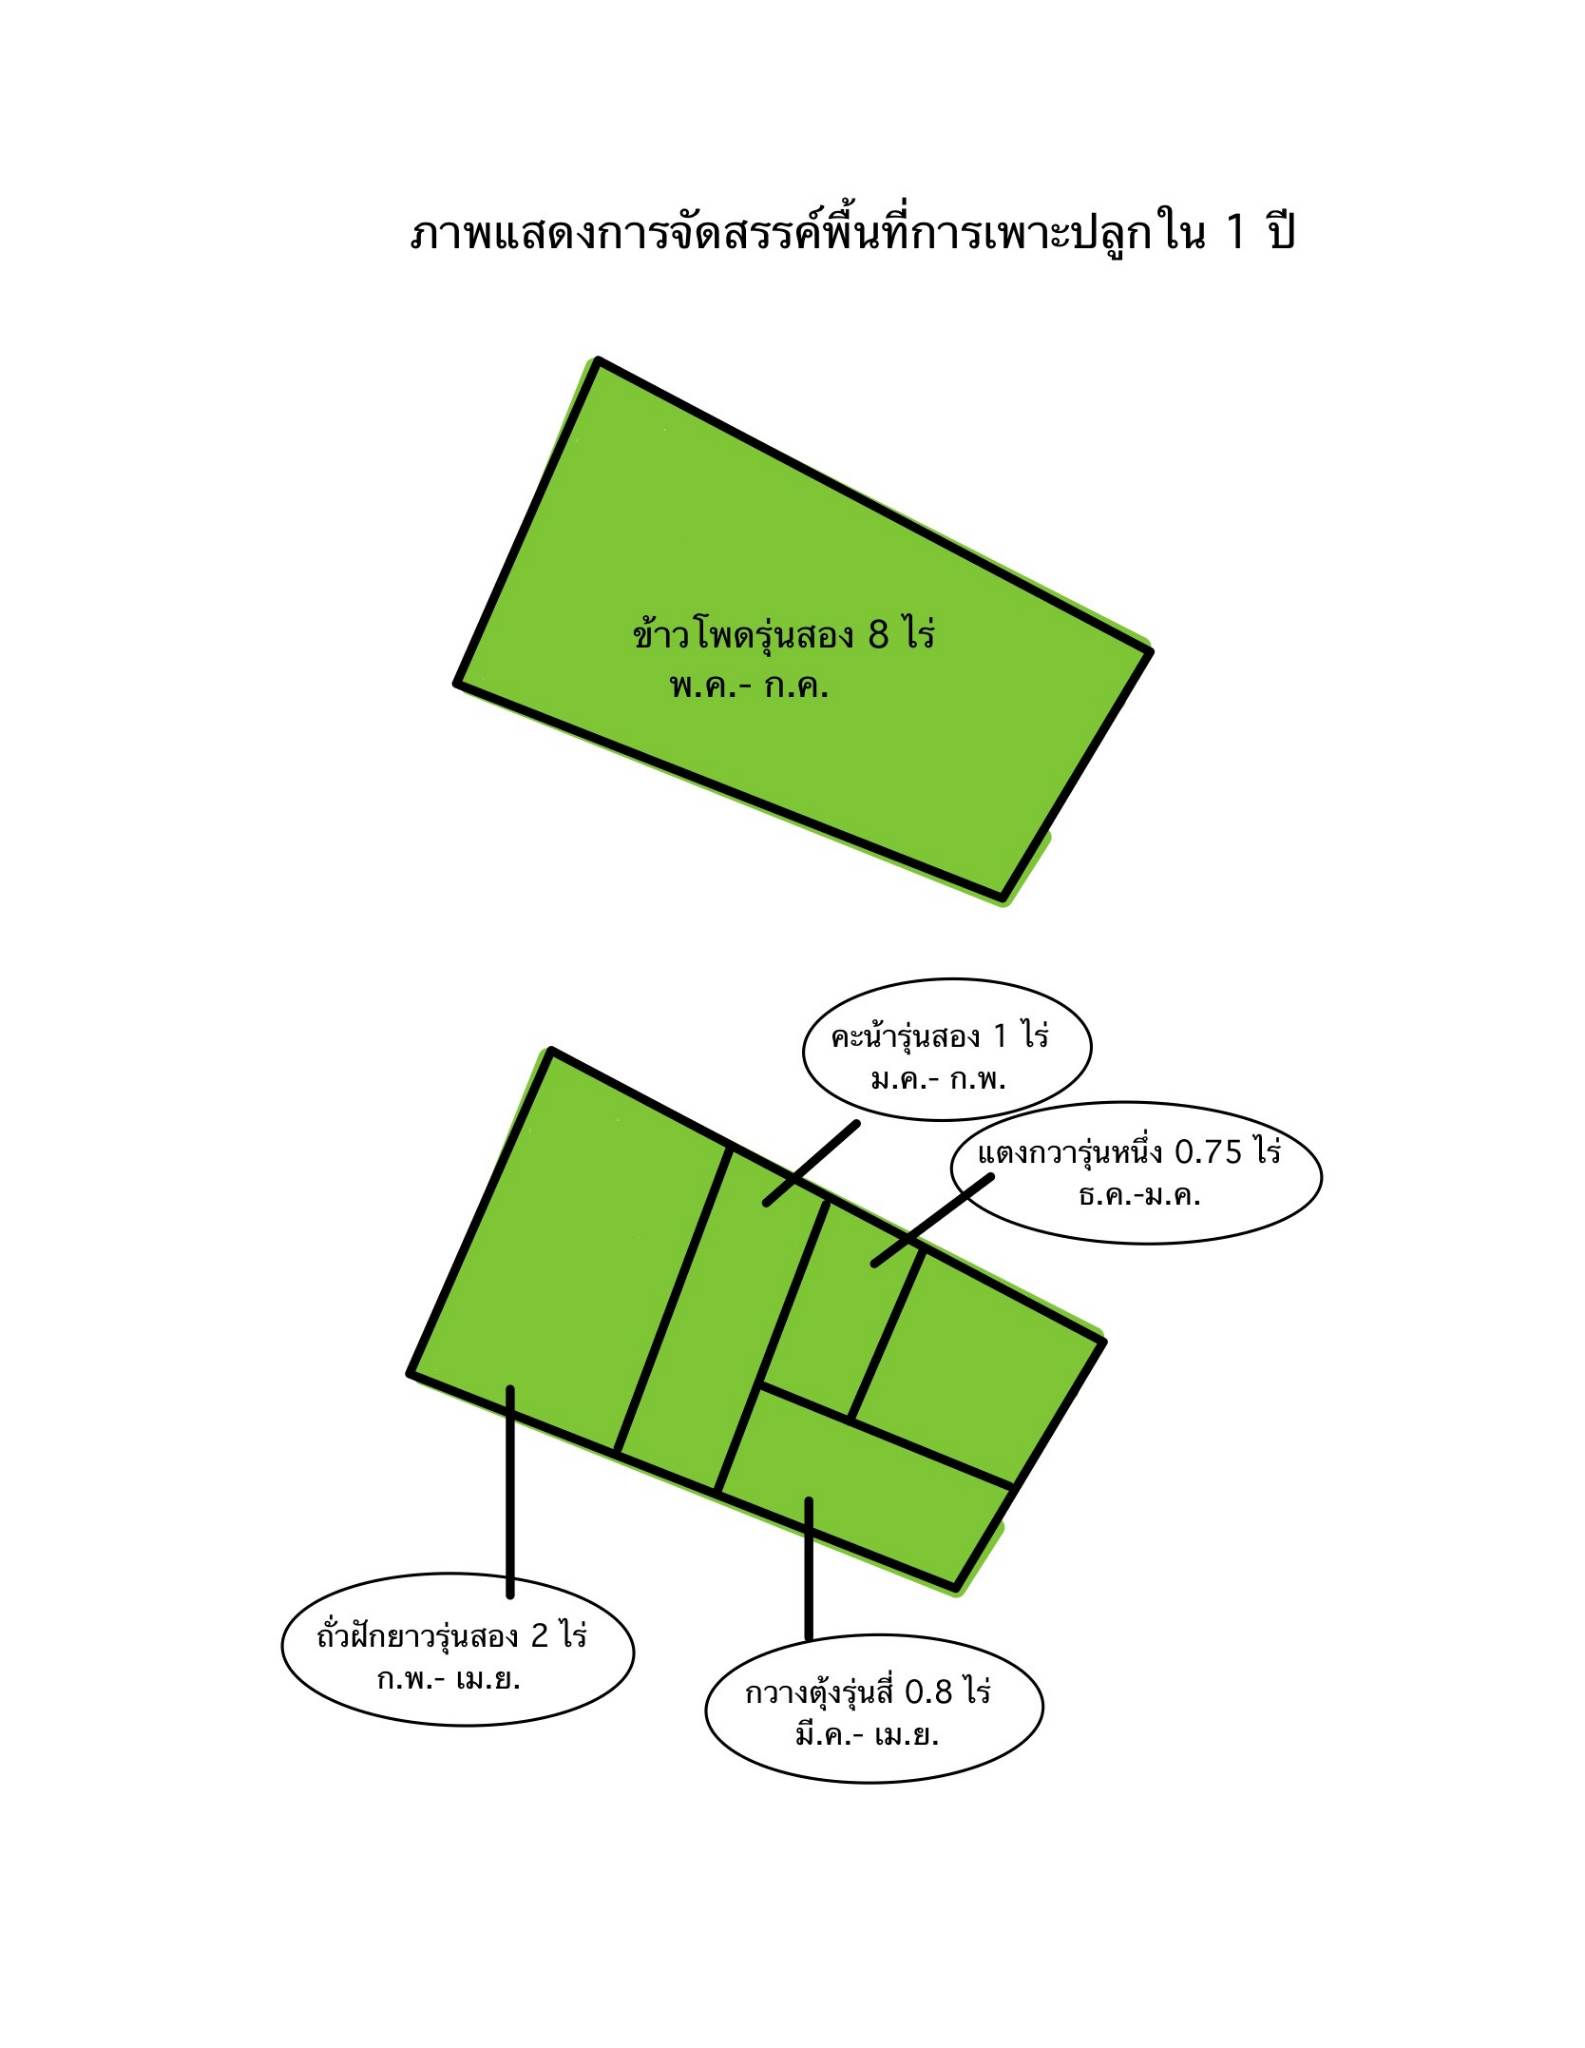 ภาพแสดงการจัดสรรค์พื้นที่การเพาะปลูกใน 1 ปี
ข้าวโพดรุ่นสอง 8 ไร่
พ.ค.- ก.ค.
คะน้ารุ่นสอง 1 ไร่
ม.ค.- ก.พ.
แตงกวารุ่นหนึ่ง 0.75 ไร่
ธ.ค.-ม.ค.
ถั่วฝักยาวรุ่นสอง 2 ไร่
ก.พ.- เม.ย.
กวางตุ้งรุ่นสี่ 0.8 ไร่
มี.ค.- เม.ย.